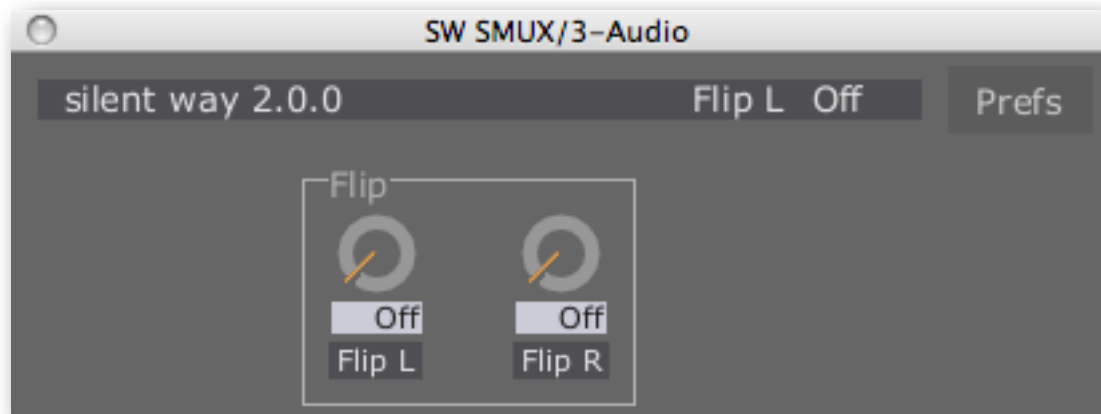 SW SMUX/3-Audio
silent way 2.0.0 Flip L Off Prefs
Flip
Off Off
Flip L Flip R